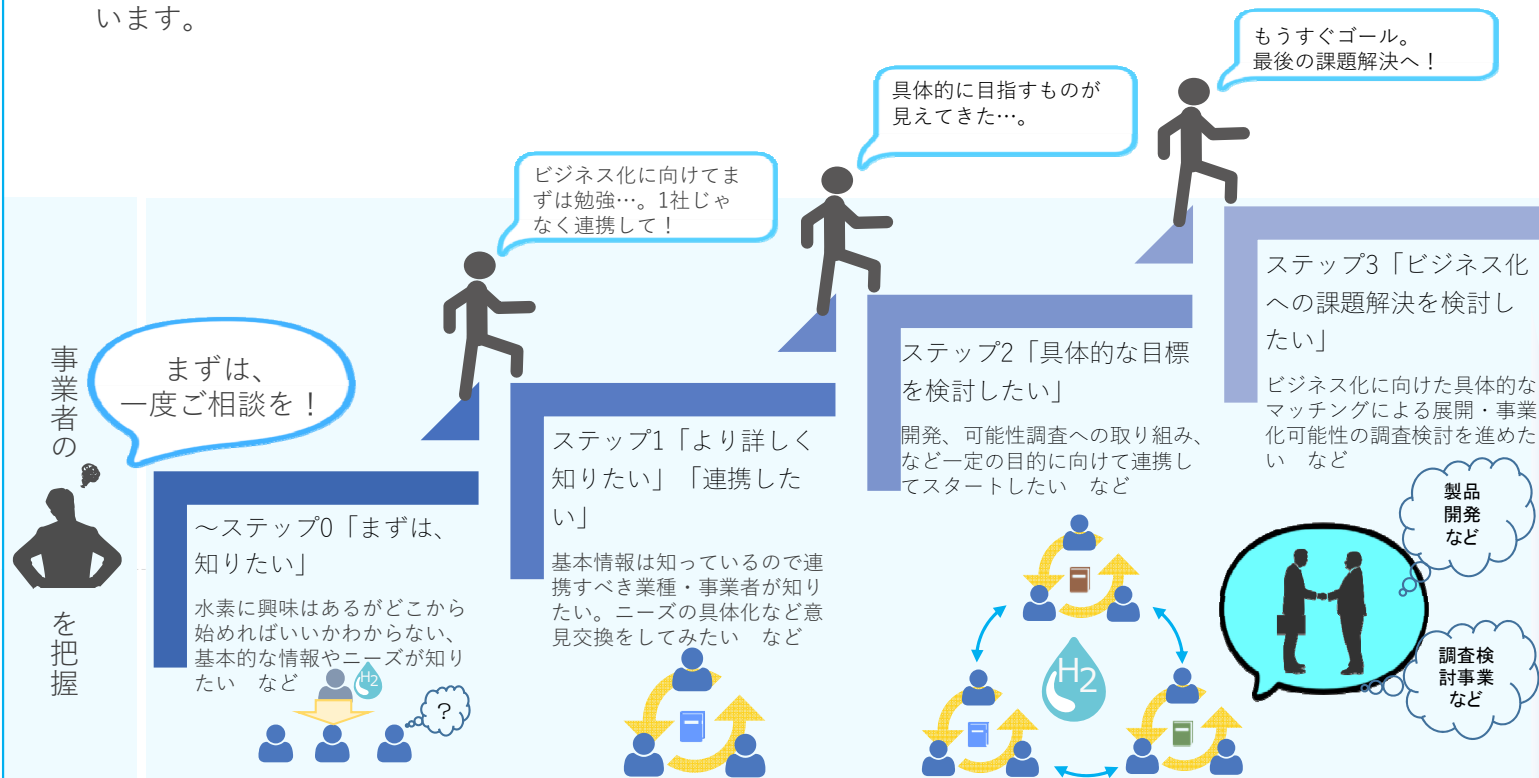 います。
もうすぐゴール。
最後の課題解決へ！
具体的に目指すものが
見えてきた…。
ビジネス化に向けてま
ずは勉強…。1社じゃ
なく連携して！
まずは、
一度ご相談を！
事業者の
を把握
～ステップ0「まずは、
知りたい」
水素に興味はあるがどこから
始めればいいかわからない、
基本的な情報やニーズが知り
たい　など
H2
？
ステップ1「より詳しく
知りたい」「連携した
い」
基本情報は知っているので連
携すべき業種・事業者が知り
たい。ニーズの具体化など意
見交換をしてみたい　など
ステップ2「具体的な目標
を検討したい」
開発、可能性調査への取り組み、
など一定の目的に向けて連携し
てスタートしたい　など
H2
ステップ3「ビジネス化
への課題解決を検討し
たい」
ビジネス化に向けた具体的な
マッチングによる展開・事業
化可能性の調査検討を進めた
い　など
製品
開発
など
調査検
討事業
など